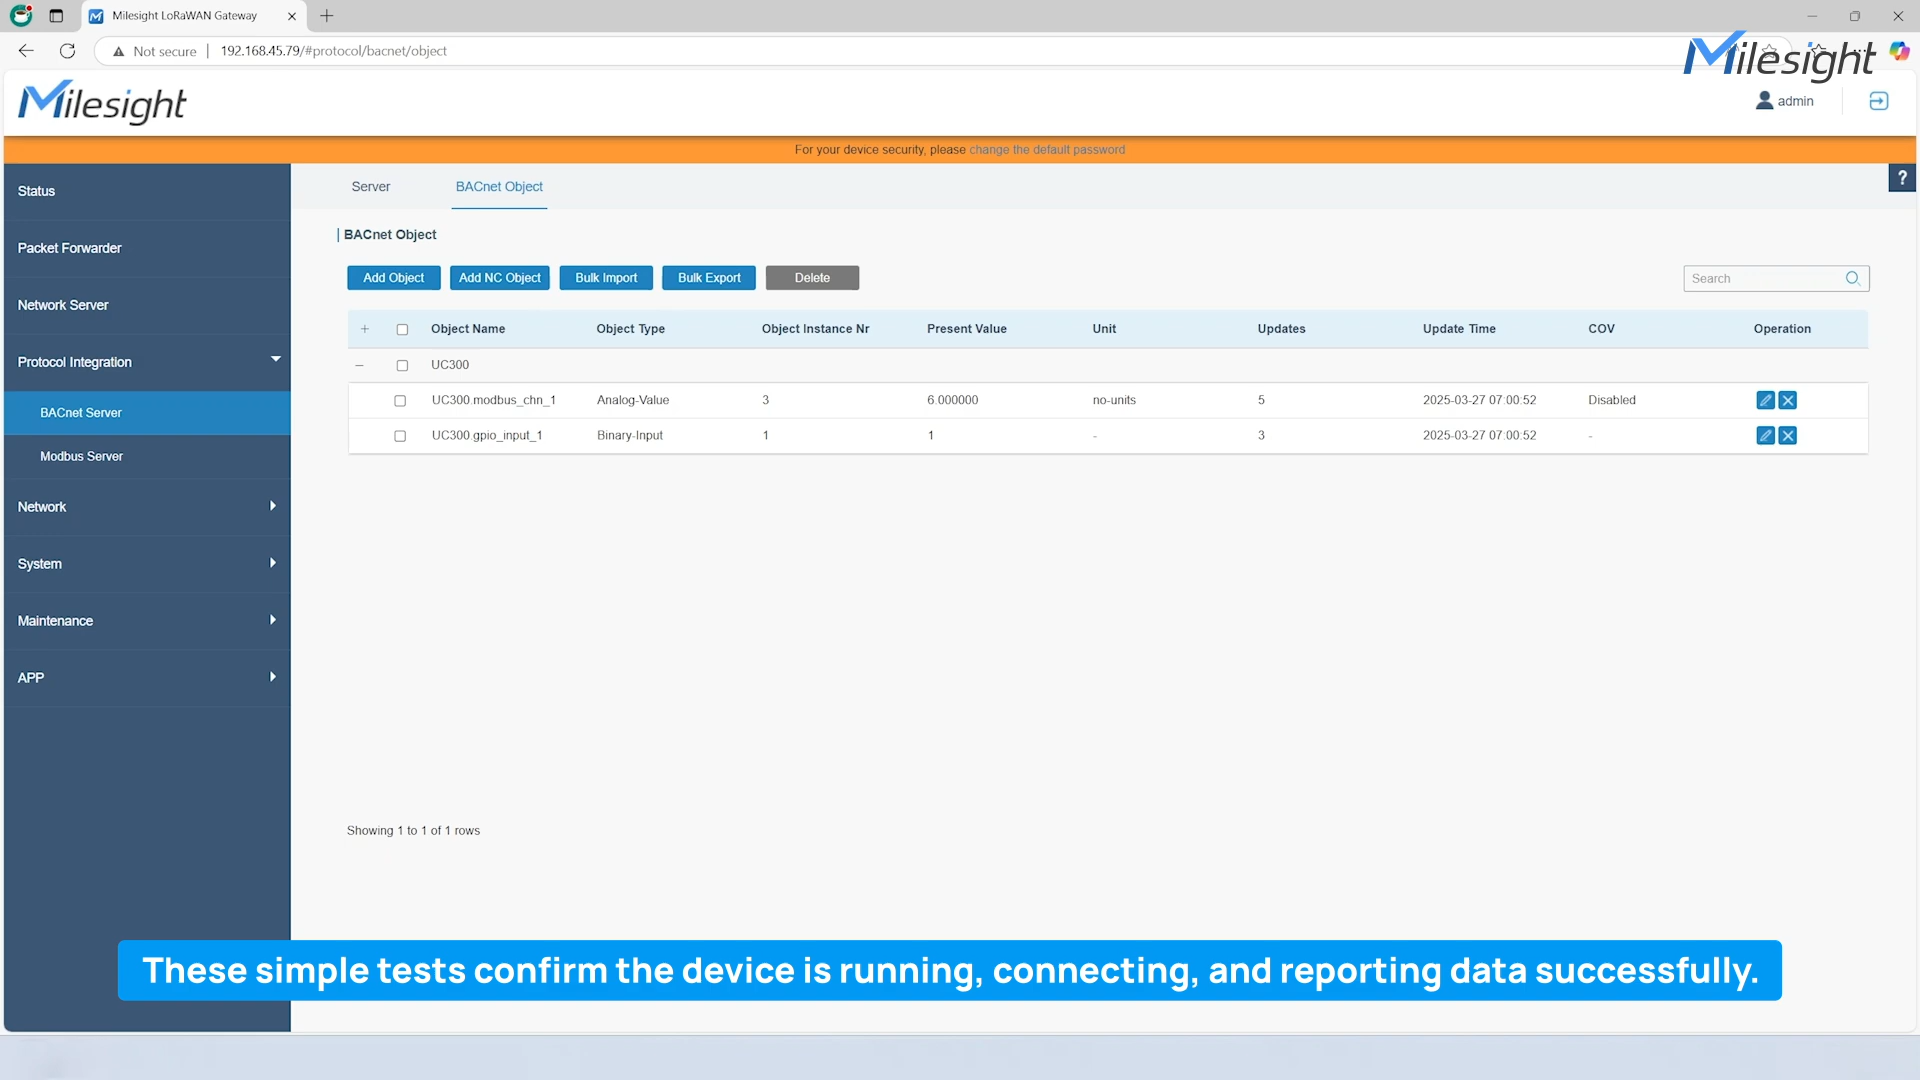 Milesight LoRaWAN Gateway
Not secure
192.168.45.79/#protocol/bacnet/object
Milesight
Milesight
admin
For your device security, please change the default password
Status
Packet Forwarder
Network Server
Protocol Integration
BACnet Server
Modbus Server
Network
System
Maintenance
APP
Server
BACnet Object
?
BACnet Object
Add Object
Add NC Object
Bulk Import
Bulk Export
Delete
Search
Object Name Object Type Object Instance Nr Present Value Unit Updates Update Time COV Operation
UC300
UC300.modbus_chn_1 Analog-Value 3 6.000000 no-units 5 2025-03-27 07:00:52 Disabled
UC300.gpio_input_1 Binary-Input 1 1 - 3 2025-03-27 07:00:52 -
Showing 1 to 1 of 1 rows
These simple tests confirm the device is running, connecting, and reporting data successfully.